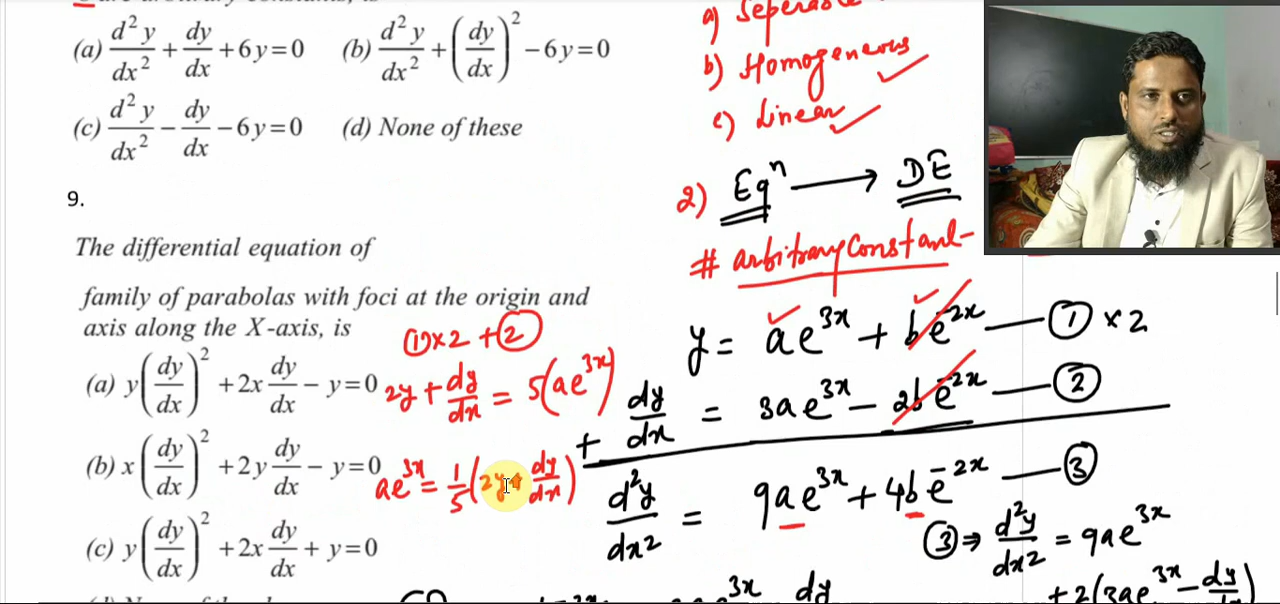 (a) d²y/dx² + dy/dx + 6y = 0 (b) d²y/dx² + (dy/dx)² − 6y = 0
(c) d²y/dx² − dy/dx − 6y = 0 (d) None of these
9.
The differential equation of
family of parabolas with foci at the origin and
axis along the X-axis, is
(a) y(dy/dx)² + 2x dy/dx − y = 0
(b) x(dy/dx)² + 2y dy/dx − y = 0
(c) y(dy/dx)² + 2x dy/dx + y = 0
a) Seperable
b) Homogeneous ✓
c) Linear ✓
2) Eqⁿ → DE
# arbitrary Constant-
y = ae^3x + be^-2x — ① × 2
+ dy/dx = 3ae^3x − 2be^-2x — ②
d²y/dx² = 9ae^3x + 4be^-2x — ③
① × 2 + ②
2y + dy/dx = 5(ae^3x)
ae^3x = 1/5(2y + dy/dx)
③ ⇒ d²y/dx² = 9ae^3x
+ 2(3ae^3x − dy/
3x dy